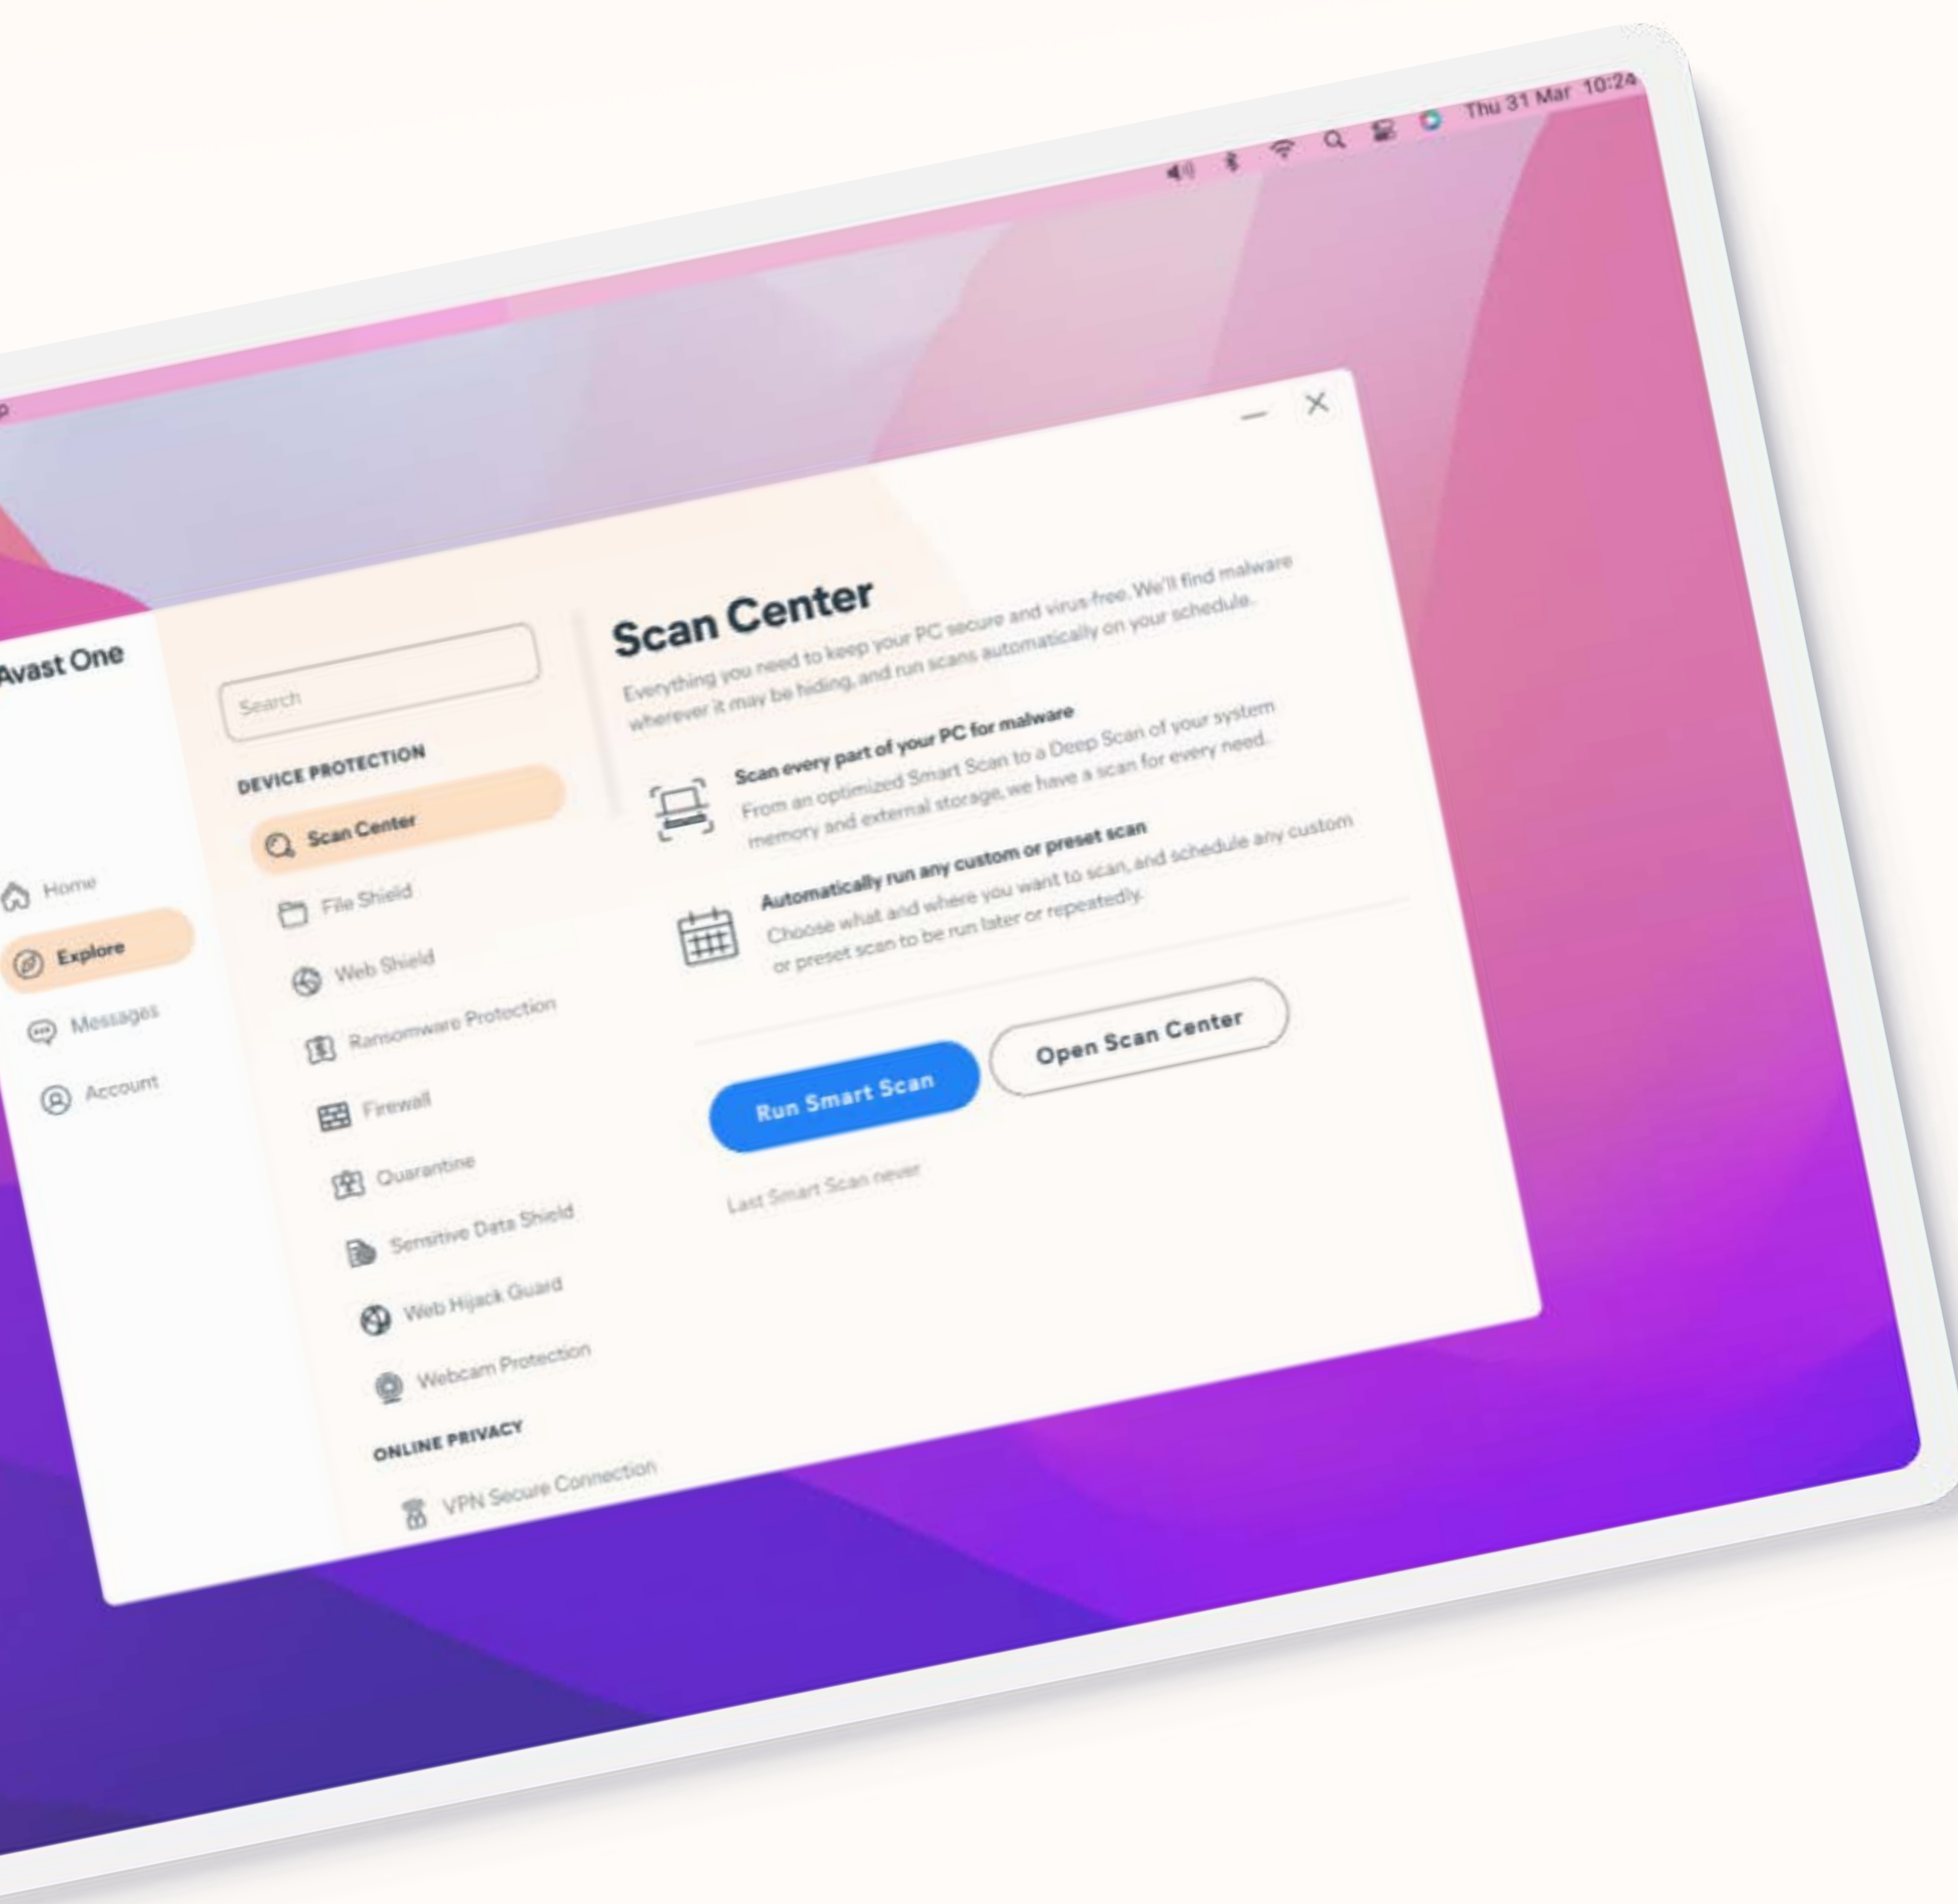 Thu 31 Mar 10:24
Avast One
Home
Explore
Messages
Account
Search
DEVICE PROTECTION
Scan Center
File Shield
Web Shield
Ransomware Protection
Firewall
Quarantine
Sensitive Data Shield
Web Hijack Guard
Webcam Protection
ONLINE PRIVACY
VPN Secure Connection
Scan Center
Everything you need to keep your PC secure and virus-free. We'll find malware
wherever it may be hiding, and run scans automatically on your schedule.
Scan every part of your PC for malware
From an optimized Smart Scan to a Deep Scan of your system
memory and external storage, we have a scan for every need.
Automatically run any custom or preset scan
Choose what and where you want to scan, and schedule any custom
or preset scan to be run later or repeatedly.
Run Smart Scan
Open Scan Center
Last Smart Scan never